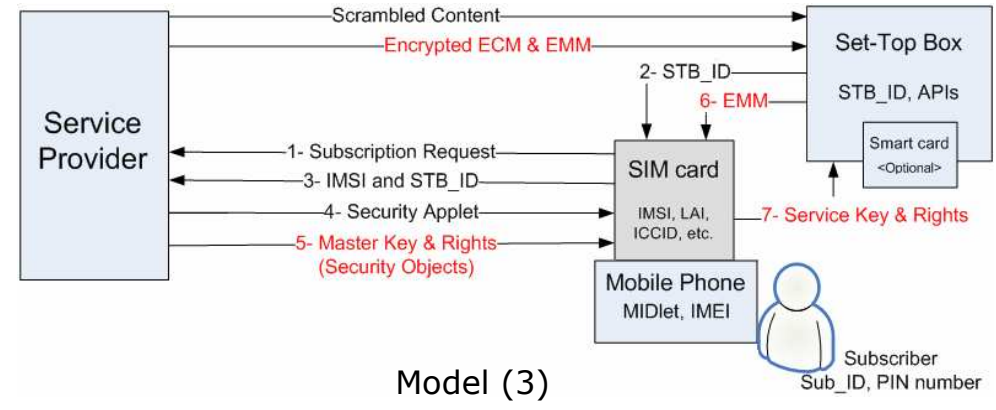 Scrambled Content
Encrypted ECM & EMM
Service
Provider
Set-Top Box
STB_ID, APIs
Smart card
<Optional>
2- STB_ID
6- EMM
1- Subscription Request
3- IMSI and STB_ID
4- Security Applet
5- Master Key & Rights
(Security Objects)
SIM card
IMSI, LAI,
ICCID, etc.
7- Service Key & Rights
Mobile Phone
MIDlet, IMEI
Subscriber
Sub_ID, PIN number
Model (3)